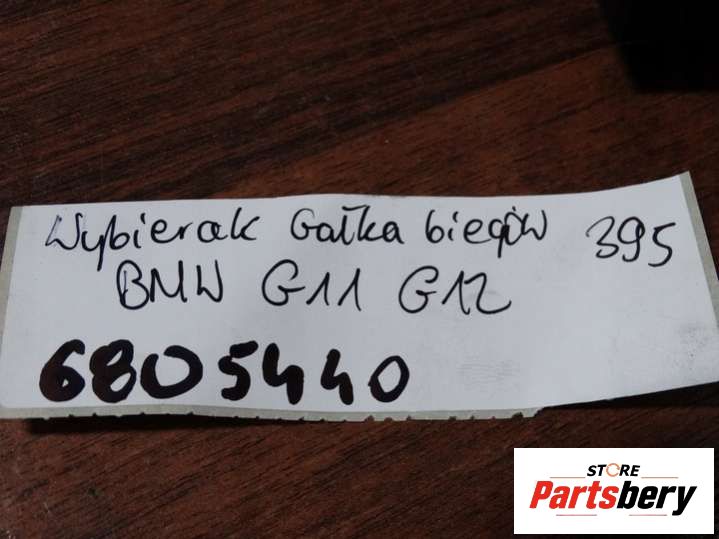 Wybierak Gałka biegów 395
BMW G11 G12
6805440
STORE
Partsbery